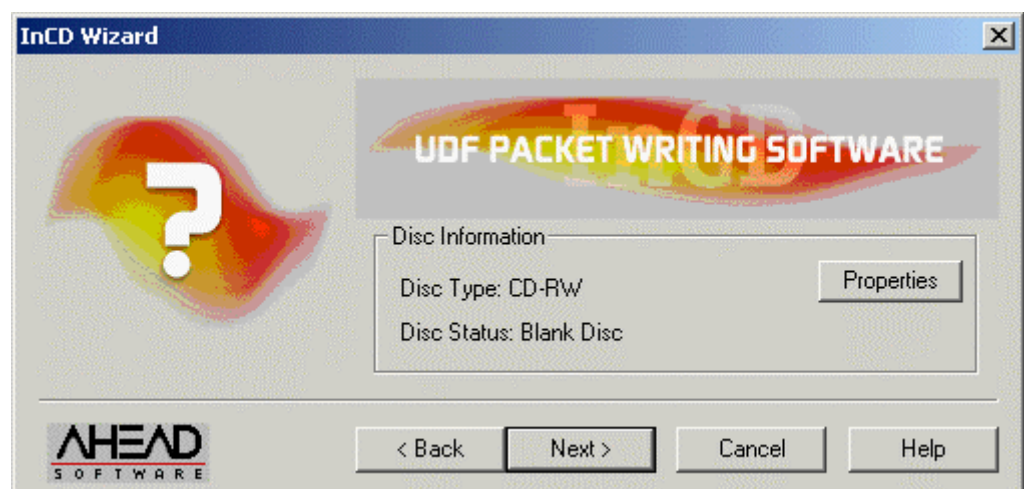 InCD Wizard
InCD
UDF PACKET WRITING SOFTWARE
Disc Information
Disc Type: CD-RW
Properties
Disc Status: Blank Disc
AHEAD
SOFTWARE
< Back
Next >
Cancel
Help